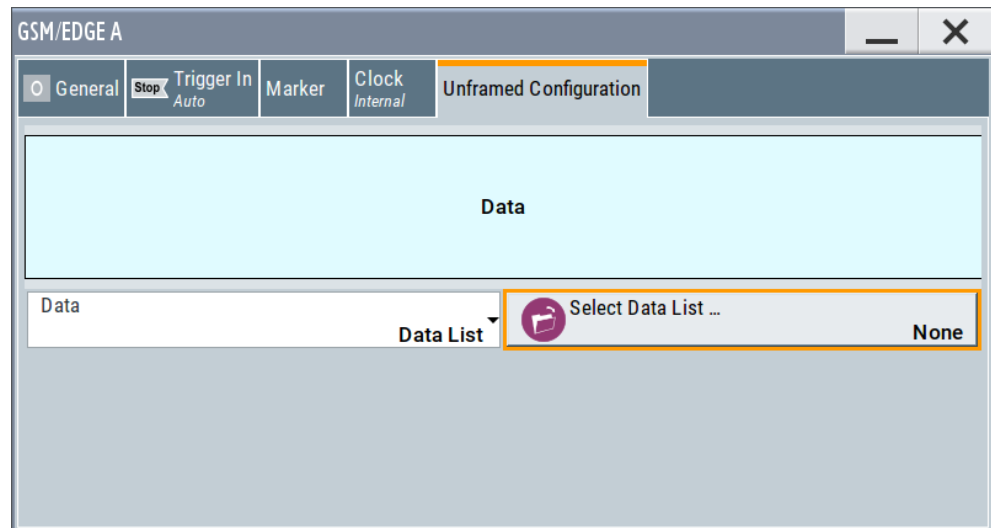 GSM/EDGE A
O General
Stop Trigger In
Auto
Marker
Clock
Internal
Unframed Configuration
Data
Data
Data List
Select Data List ...
None